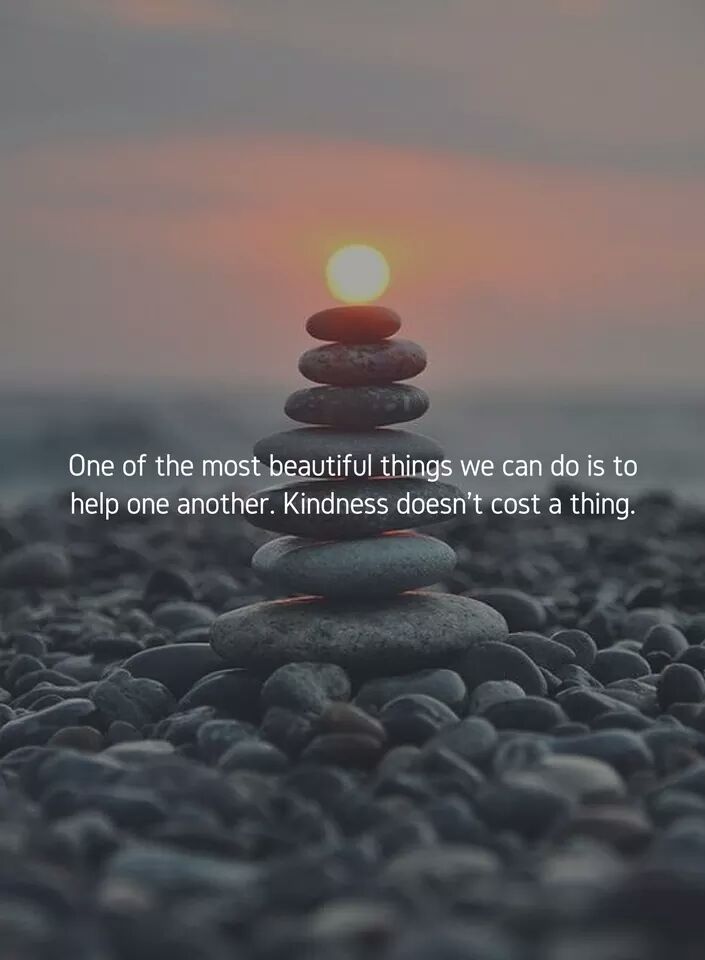 One of the most beautiful things we can do is to
help one another. Kindness doesn’t cost a thing.